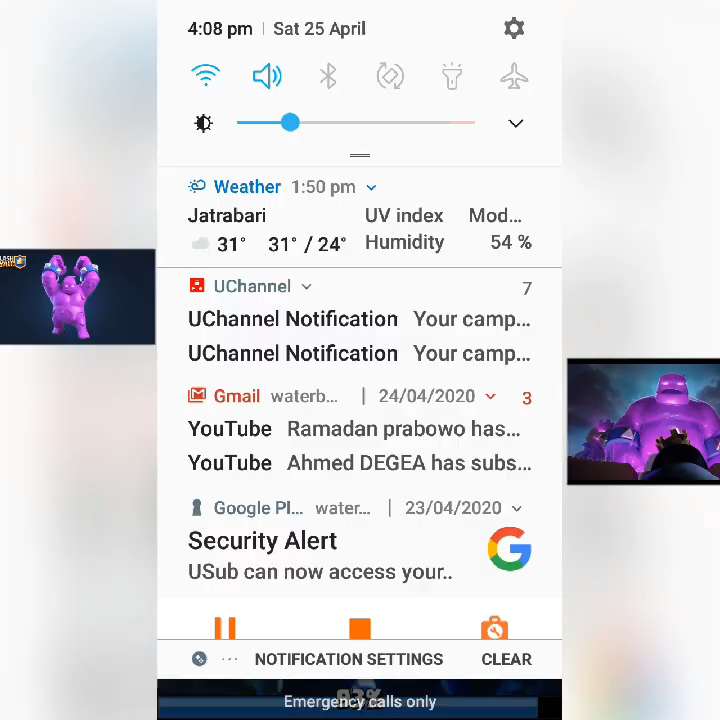 4:08 pm | Sat 25 April
Weather 1:50 pm
Jatrabari UV index Mod...
31° 31° / 24° Humidity 54 %
UChannel 7
UChannel Notification Your camp...
UChannel Notification Your camp...
Gmail waterb... | 24/04/2020 3
YouTube Ramadan prabowo has...
YouTube Ahmed DEGEA has subs...
Google Pl... water... | 23/04/2020
Security Alert
USub can now access your..
... NOTIFICATION SETTINGS CLEAR
Emergency calls only